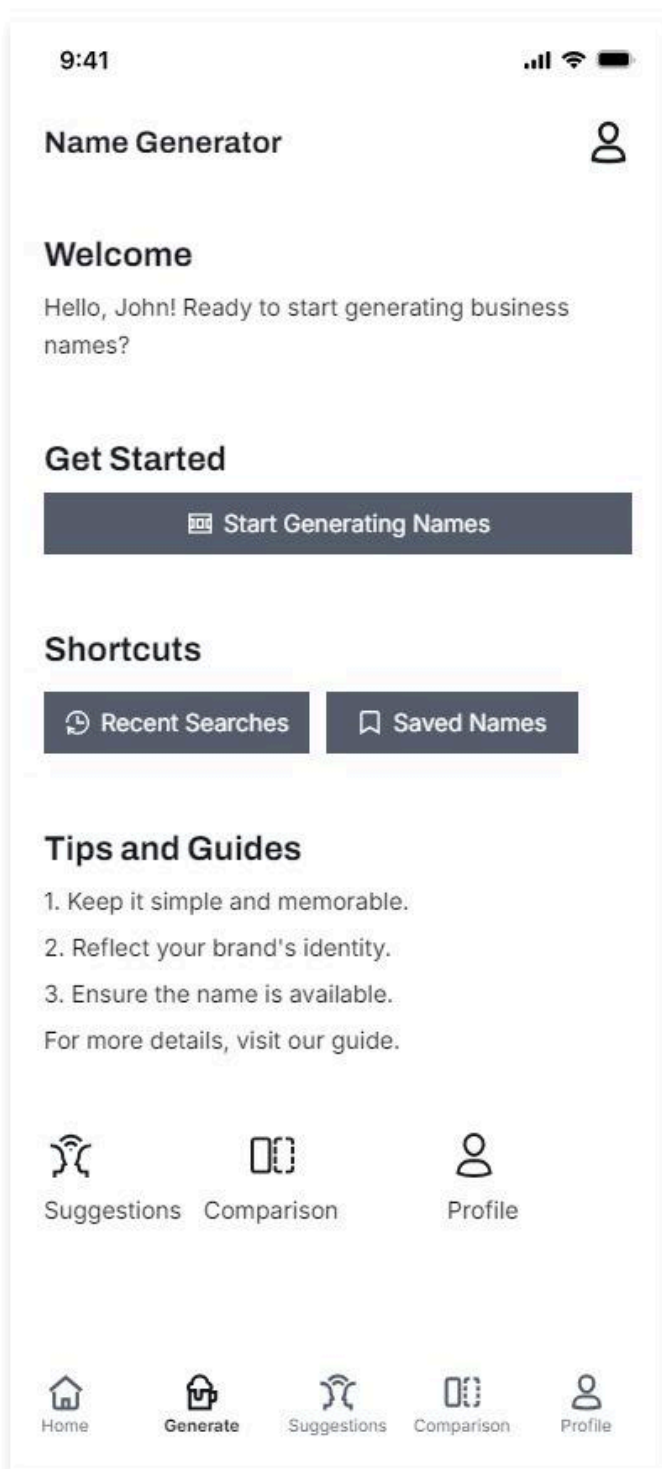 9:41
Name Generator
Welcome
Hello, John! Ready to start generating business
names?
Get Started
Start Generating Names
Shortcuts
Recent Searches Saved Names
Tips and Guides
1. Keep it simple and memorable.
2. Reflect your brand's identity.
3. Ensure the name is available.
For more details, visit our guide.
Suggestions Comparison Profile
Home Generate Suggestions Comparison Profile